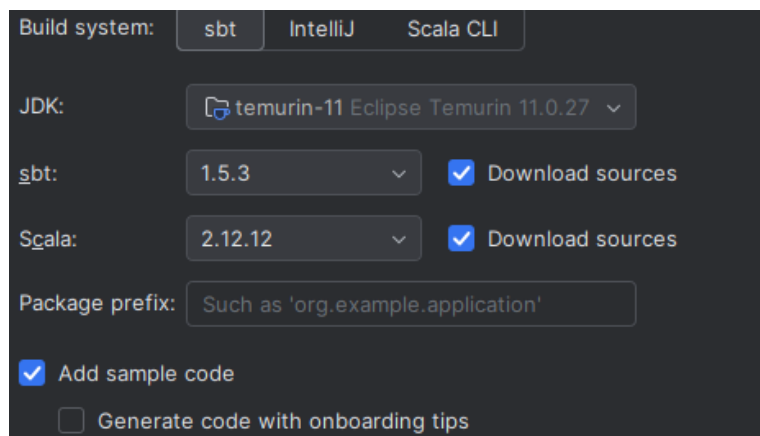 Build system: sbt IntelliJ Scala CLI
JDK: temurin-11 Eclipse Temurin 11.0.27
sbt: 1.5.3 Download sources
Scala: 2.12.12 Download sources
Package prefix: Such as 'org.example.application'
Add sample code
Generate code with onboarding tips